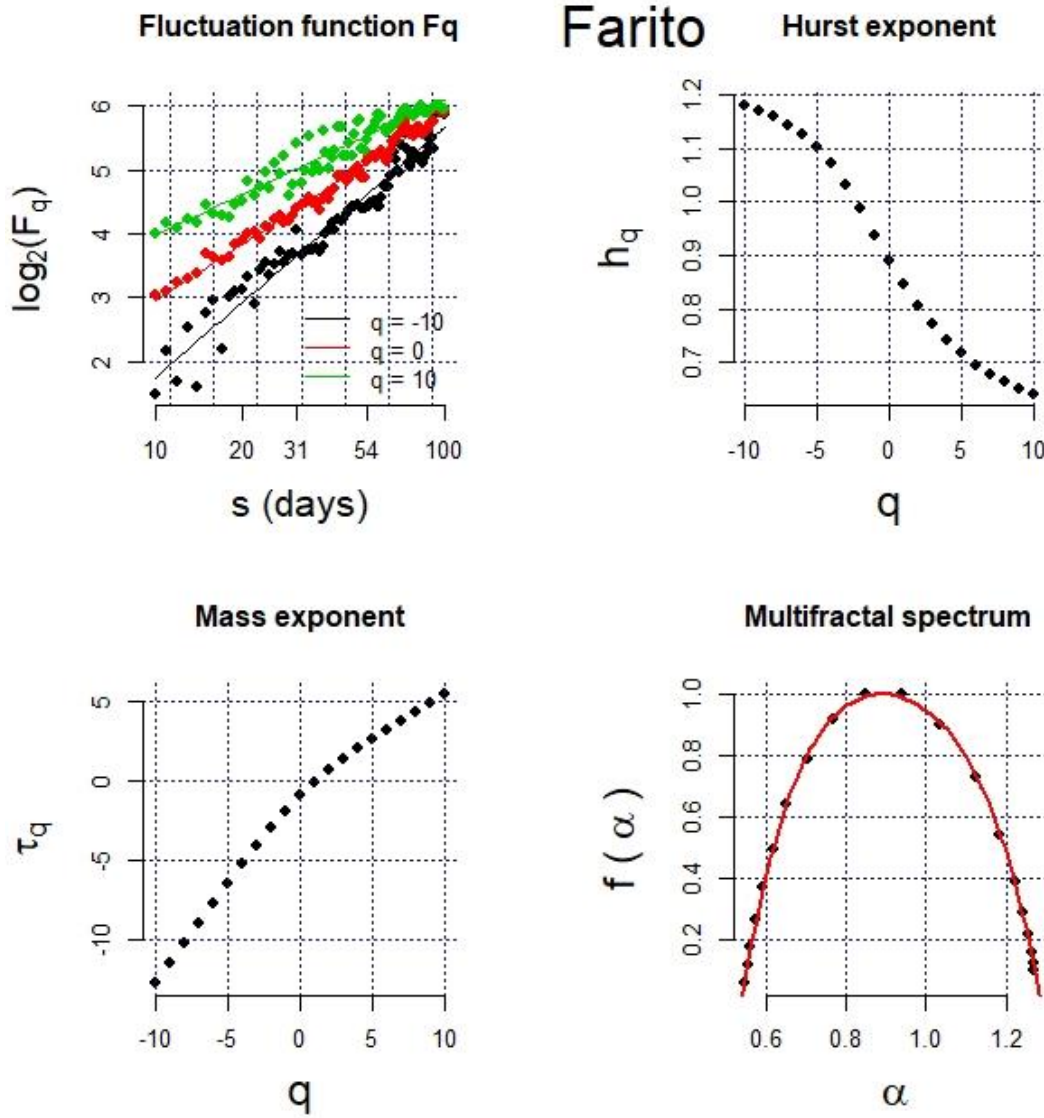 Farito
Fluctuation function Fq
log2(Fq)
6
5
4
3
2
q = -10
q = 0
q = 10
10 20 31 54 100
s (days)
Hurst exponent
hq
1.2
1.1
1.0
0.9
0.8
0.7
-10 -5 0 5 10
q
Mass exponent
τq
5
0
-5
-10
-10 -5 0 5 10
q
Multifractal spectrum
f ( α )
1.0
0.8
0.6
0.4
0.2
0.6 0.8 1.0 1.2
α